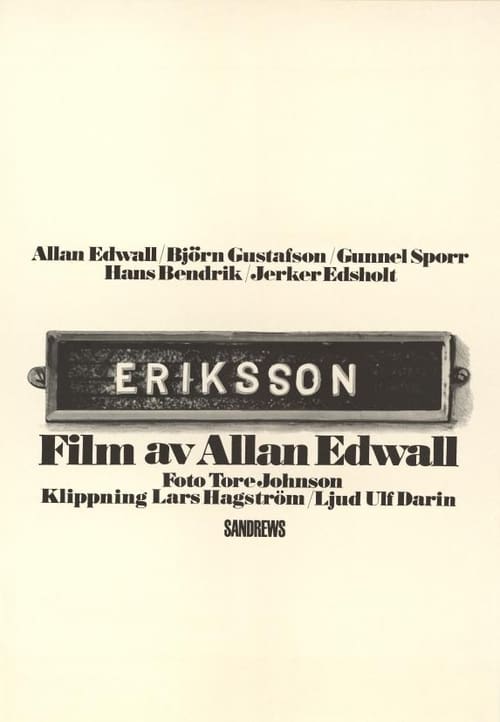 Allan Edwall/Björn Gustafson/Gunnel Sporr
Hans Bendrik/Jerker Edsholt
ERIKSSON
Film av Allan Edwall
Foto Tore Johnson
Klippning Lars Hagström/Ljud Ulf Darin
SANDREWS